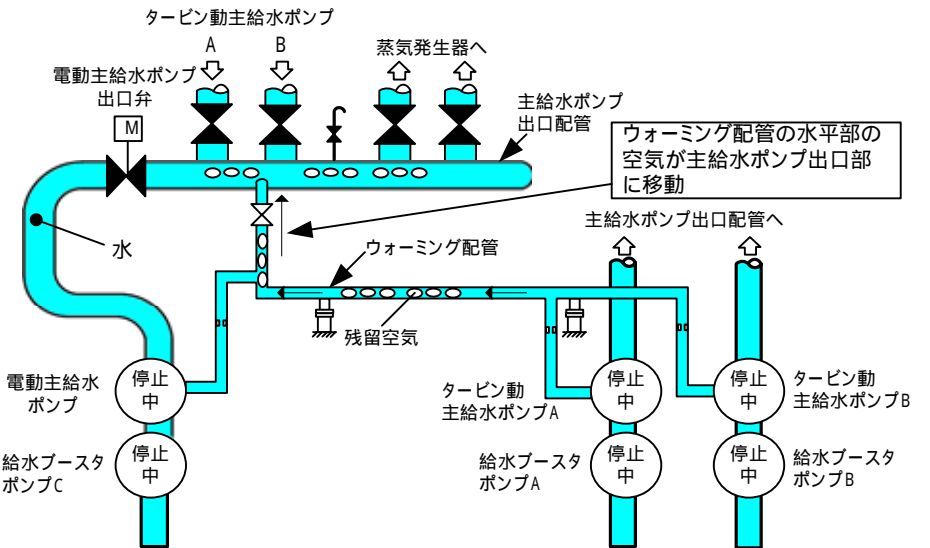 タービン動主給水ポンプ
A
B
蒸気発生器へ
電動主給水ポンプ
出口弁
M
主給水ポンプ
出口配管
ウォーミング配管の水平部の
空気が主給水ポンプ出口部
に移動
主給水ポンプ出口配管へ
水
ウォーミング配管
残留空気
電動主給水
ポンプ
停止
中
タービン動
主給水ポンプA
停止
中
停止
中
タービン動
主給水ポンプB
給水ブースタ
ポンプC
停止
中
給水ブースタ
ポンプA
停止
中
停止
中
給水ブースタ
ポンプB